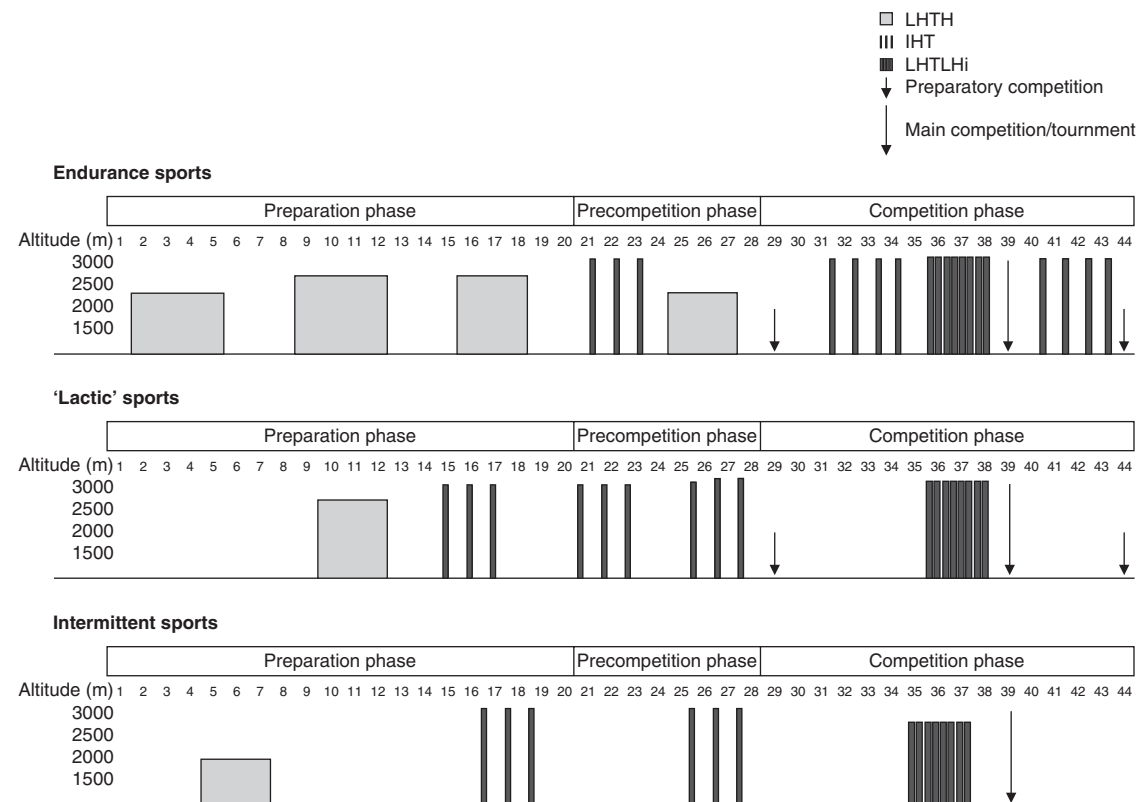 LHTH
IHT
LHTLHi
Preparatory competition
Main competition/tournment
Endurance sports
Preparation phase Precompetition phase Competition phase
Altitude (m) 1 2 3 4 5 6 7 8 9 10 11 12 13 14 15 16 17 18 19 20 21 22 23 24 25 26 27 28 29 30 31 32 33 34 35 36 37 38 39 40 41 42 43 44
3000
2500
2000
1500
‘Lactic’ sports
Preparation phase Precompetition phase Competition phase
Altitude (m) 1 2 3 4 5 6 7 8 9 10 11 12 13 14 15 16 17 18 19 20 21 22 23 24 25 26 27 28 29 30 31 32 33 34 35 36 37 38 39 40 41 42 43 44
3000
2500
2000
1500
Intermittent sports
Preparation phase Precompetition phase Competition phase
Altitude (m) 1 2 3 4 5 6 7 8 9 10 11 12 13 14 15 16 17 18 19 20 21 22 23 24 25 26 27 28 29 30 31 32 33 34 35 36 37 38 39 40 41 42 43 44
3000
2500
2000
1500